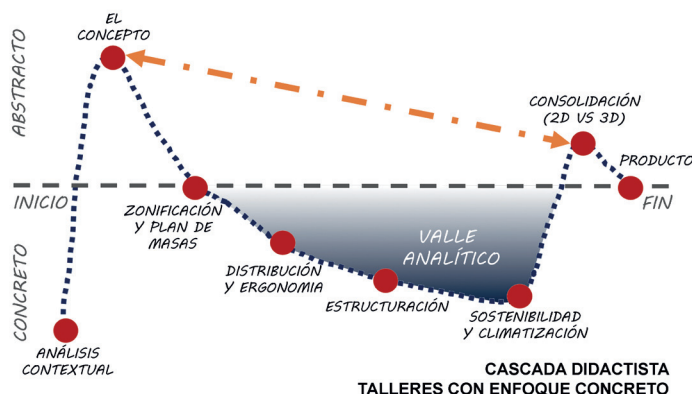 EL
CONCEPTO
ABSTRACTO
CONSOLIDACIÓN
(2D VS 3D)
PRODUCTO
INICIO
FIN
ZONIFICACIÓN
Y PLAN DE
MASAS
VALLE
ANALÍTICO
DISTRIBUCIÓN
Y ERGONOMIA
ESTRUCTURACIÓN
SOSTENIBILIDAD
Y CLIMATIZACIÓN
CONCRETO
ANÁLISIS
CONTEXTUAL
CASCADA DIDACTISTA
TALLERES CON ENFOQUE CONCRETO